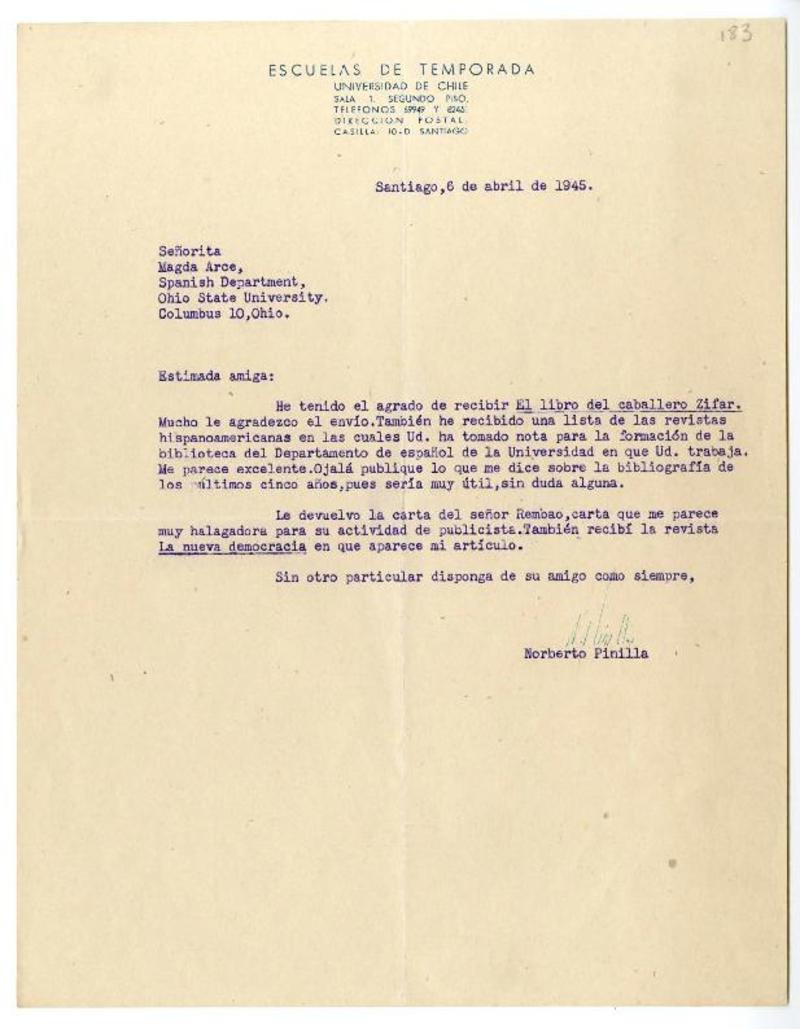 183
ESCUELAS DE TEMPORADA
UNIVERSIDAD DE CHILE
SALA 1. SEGUNDO PISO.
TELEFONOS Y
DIRECCION POSTAL:
CASILLA: 10-D SANTIAGO
Santiago,6 de abril de 1945.
Señorita
Magda Arce,
Spanish Department,
Ohio State University.
Columbus 10,Ohio.
Estimada amiga:
He tenido el agrado de recibir El libro del caballero Zifar.
Mucho le agradezco el envío.También he recibido una lista de las revistas
hispanoamericanas en las cuales Ud. ha tomado nota para la formación de la
biblioteca del Departamento de español de la Universidad en que Ud. trabaja.
Me parece excelente.Ojalá publique lo que me dice sobre la bibliografía de
los últimos cinco años,pues sería muy útil,sin duda alguna.
Le devuelvo la carta del señor Rembao,carta que me parece
muy halagadora para su actividad de publicista.También recibí la revista
La nueva democracia en que aparece mi artículo.
Sin otro particular disponga de su amigo como siempre,
Norberto Pinilla